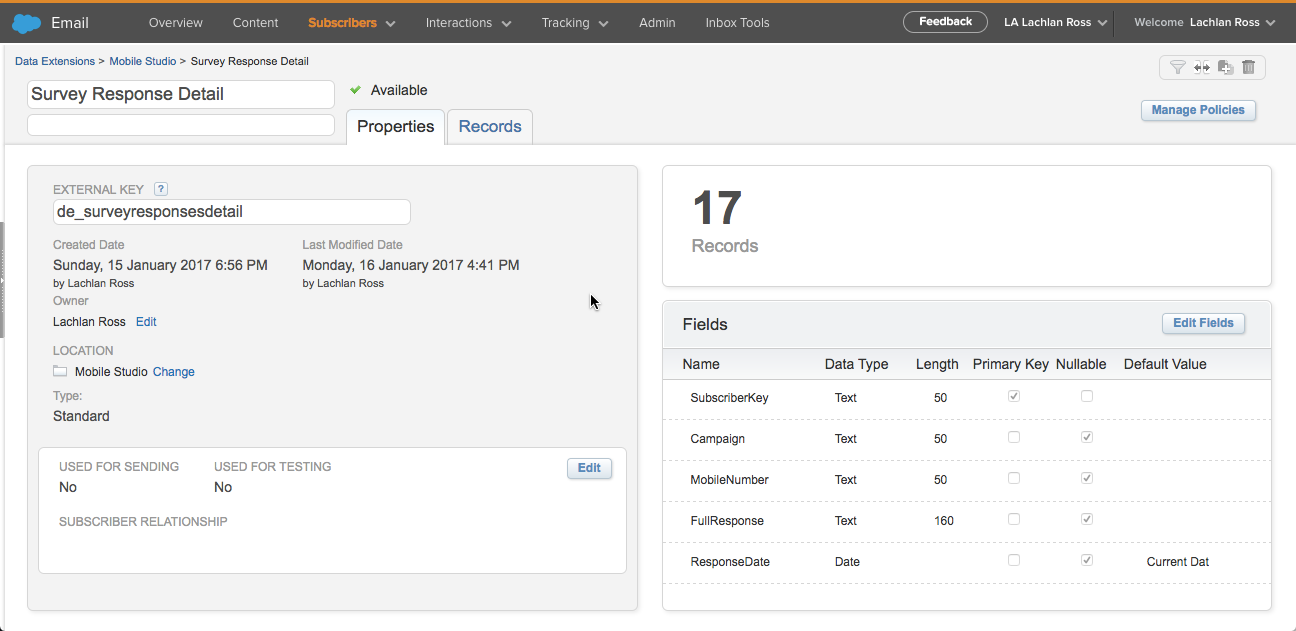 Email Overview Content Subscribers Interactions Tracking Admin Inbox Tools Feedback LA Lachlan Ross Welcome Lachlan Ross
Data Extensions > Mobile Studio > Survey Response Detail
Survey Response Detail
Available
Manage Policies
Properties Records
EXTERNAL KEY ?
de_surveyresponsesdetail
Created Date Last Modified Date
Sunday, 15 January 2017 6:56 PM Monday, 16 January 2017 4:41 PM
by Lachlan Ross by Lachlan Ross
Owner
Lachlan Ross Edit
LOCATION
Mobile Studio Change
Type:
Standard
USED FOR SENDING USED FOR TESTING Edit
No No
SUBSCRIBER RELATIONSHIP
17
Records
Fields Edit Fields
Name Data Type Length Primary Key Nullable Default Value
SubscriberKey Text 50
Campaign Text 50
MobileNumber Text 50
FullResponse Text 160
ResponseDate Date Current Dat